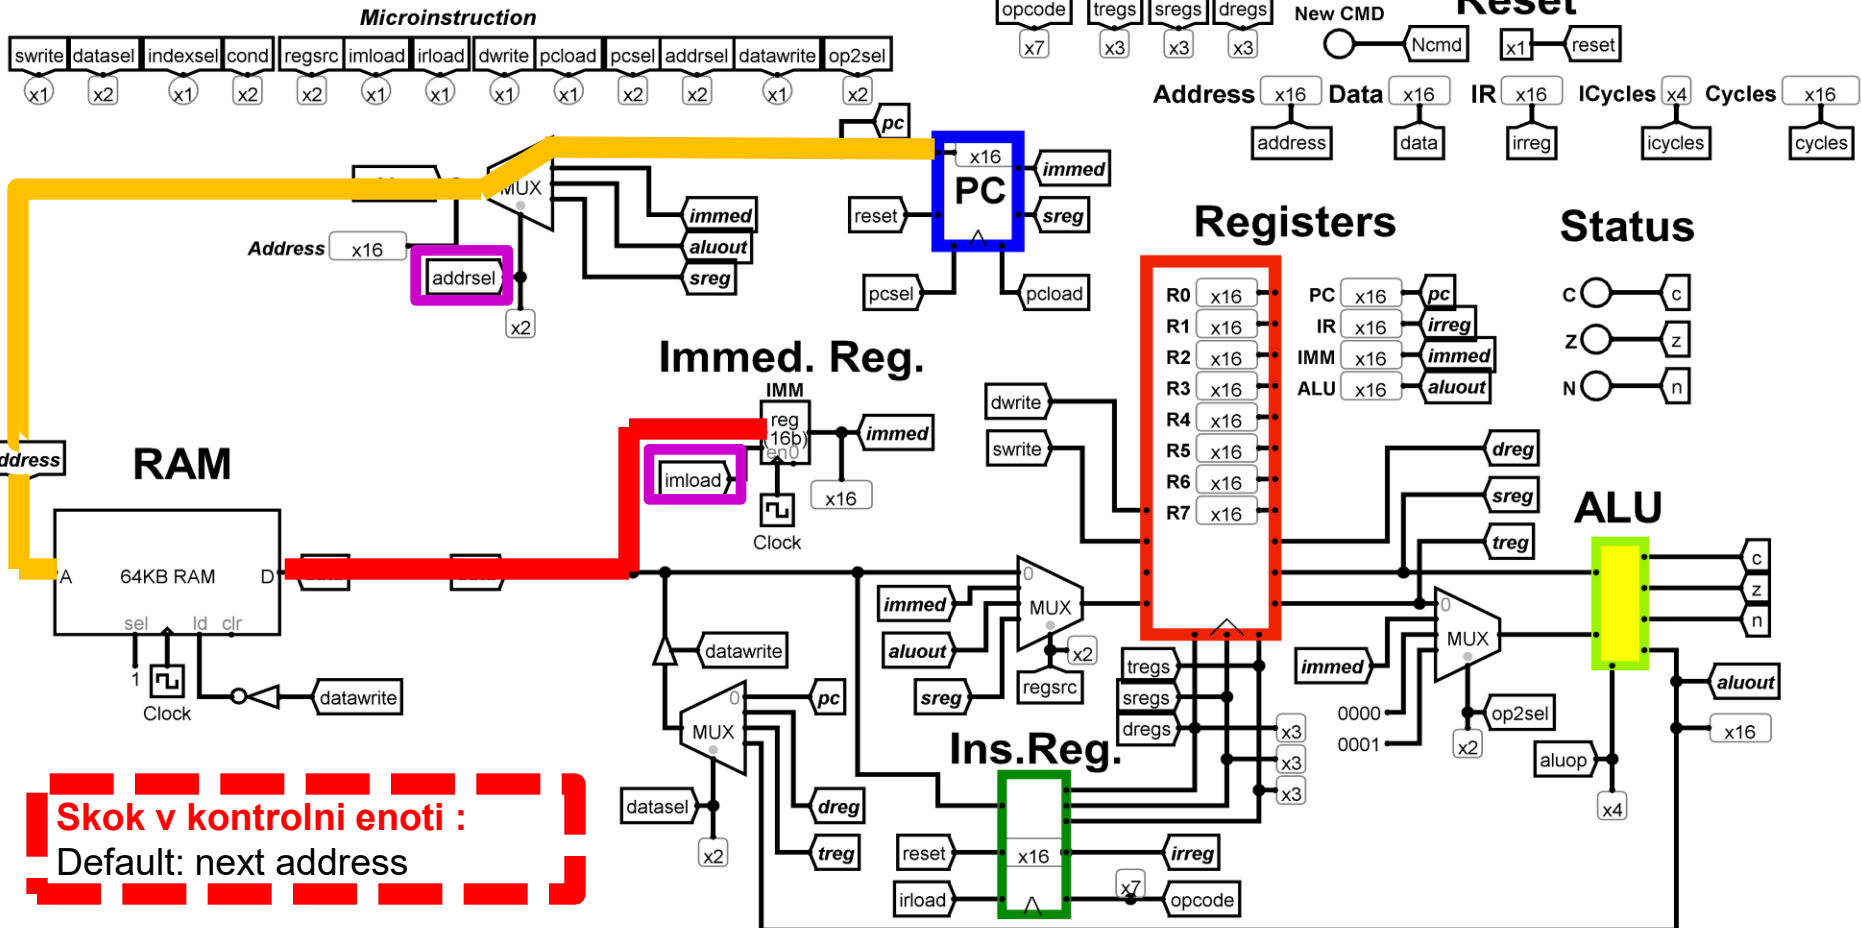 Microinstruction
swrite datasel indexsel cond regsrc imload irload dwrite pcload pcsel addrsel datawrite op2sel
x1 x2 x1 x2 x2 x1 x1 x1 x1 x2 x2 x1 x2
opcode tregs sregs dregs
x7 x3 x3 x3
New CMD
Ncmd
Reset
x1 reset
Address x16 Data x16 IR x16 ICycles x4 Cycles x16
address data irreg icycles cycles
pc
MUX
immed
aluout
sreg
Address x16
addrsel
x2
x16
PC
immed
sreg
reset
pcsel
pcload
Registers
R0 x16
R1 x16
R2 x16
R3 x16
R4 x16
R5 x16
R6 x16
R7 x16
PC x16 pc
IR x16 irreg
IMM x16 immed
ALU x16 aluout
Status
C c
Z z
N n
Immed. Reg.
IMM
reg
(16b)
en0
immed
imload
x16
Clock
dwrite
swrite
dreg
sreg
treg
ddress
RAM
A 64KB RAM D
sel ld clr
1
Clock
datawrite
0
MUX
immed
aluout
sreg
x2
regsrc
datawrite
0
MUX
pc
dreg
treg
datasel
x2
tregs
sregs
dregs
x3
x3
x3
0
MUX
immed
0000
0001
op2sel
x2
ALU
c
z
n
aluout
x16
aluop
x4
Ins.Reg.
reset
x16
irreg
irload
x7
opcode
Skok v kontrolni enoti :
Default: next address